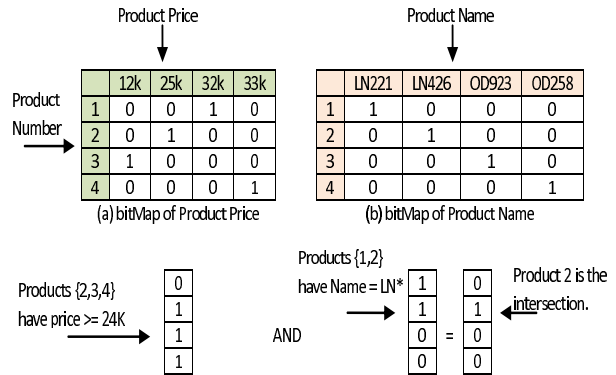 Product Price
Product Name
Product Number
12k 25k 32k 33k
1 0 0 1 0
2 0 1 0 0
3 1 0 0 0
4 0 0 0 1
(a) bitMap of Product Price
LN221 LN426 OD923 OD258
1 1 0 0 0
2 0 1 0 0
3 0 0 1 0
4 0 0 0 1
(b) bitMap of Product Name
Products {2,3,4}
have price >= 24K
0
1
1
1
AND
Products {1,2}
have Name = LN*
1
1
0
0
=
0
1
0
0
Product 2 is the
intersection.